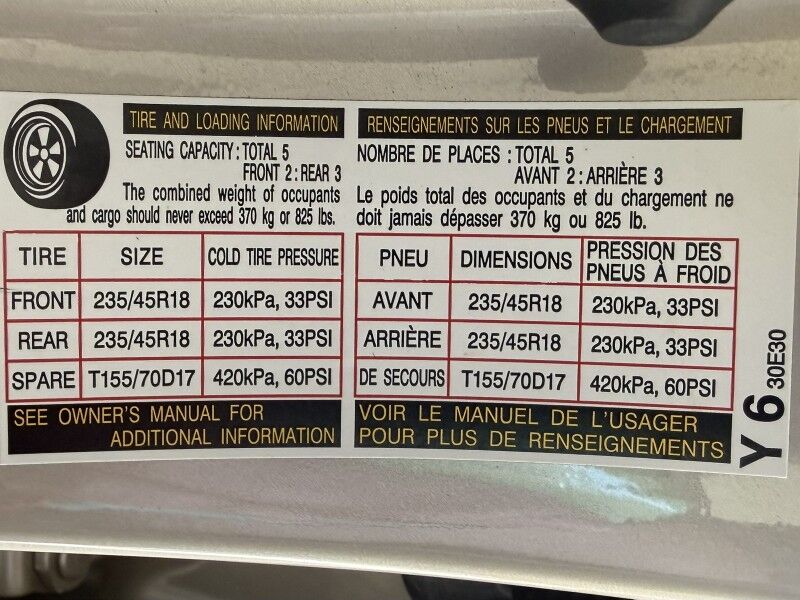 TIRE AND LOADING INFORMATION
SEATING CAPACITY : TOTAL 5
FRONT 2 : REAR 3
The combined weight of occupants
and cargo should never exceed 370 kg or 825 lbs.
TIRE SIZE COLD TIRE PRESSURE
FRONT 235/45R18 230kPa, 33PSI
REAR 235/45R18 230kPa, 33PSI
SPARE T155/70D17 420kPa, 60PSI
SEE OWNER'S MANUAL FOR
ADDITIONAL INFORMATION
RENSEIGNEMENTS SUR LES PNEUS ET LE CHARGEMENT
NOMBRE DE PLACES : TOTAL 5
AVANT 2 : ARRIÈRE 3
Le poids total des occupants et du chargement ne
doit jamais dépasser 370 kg ou 825 lb.
PNEU DIMENSIONS PRESSION DES
PNEUS À FROID
AVANT 235/45R18 230kPa, 33PSI
ARRIÈRE 235/45R18 230kPa, 33PSI
DE SECOURS T155/70D17 420kPa, 60PSI
VOIR LE MANUEL DE L'USAGER
POUR PLUS DE RENSEIGNEMENTS
Y 6 30E30